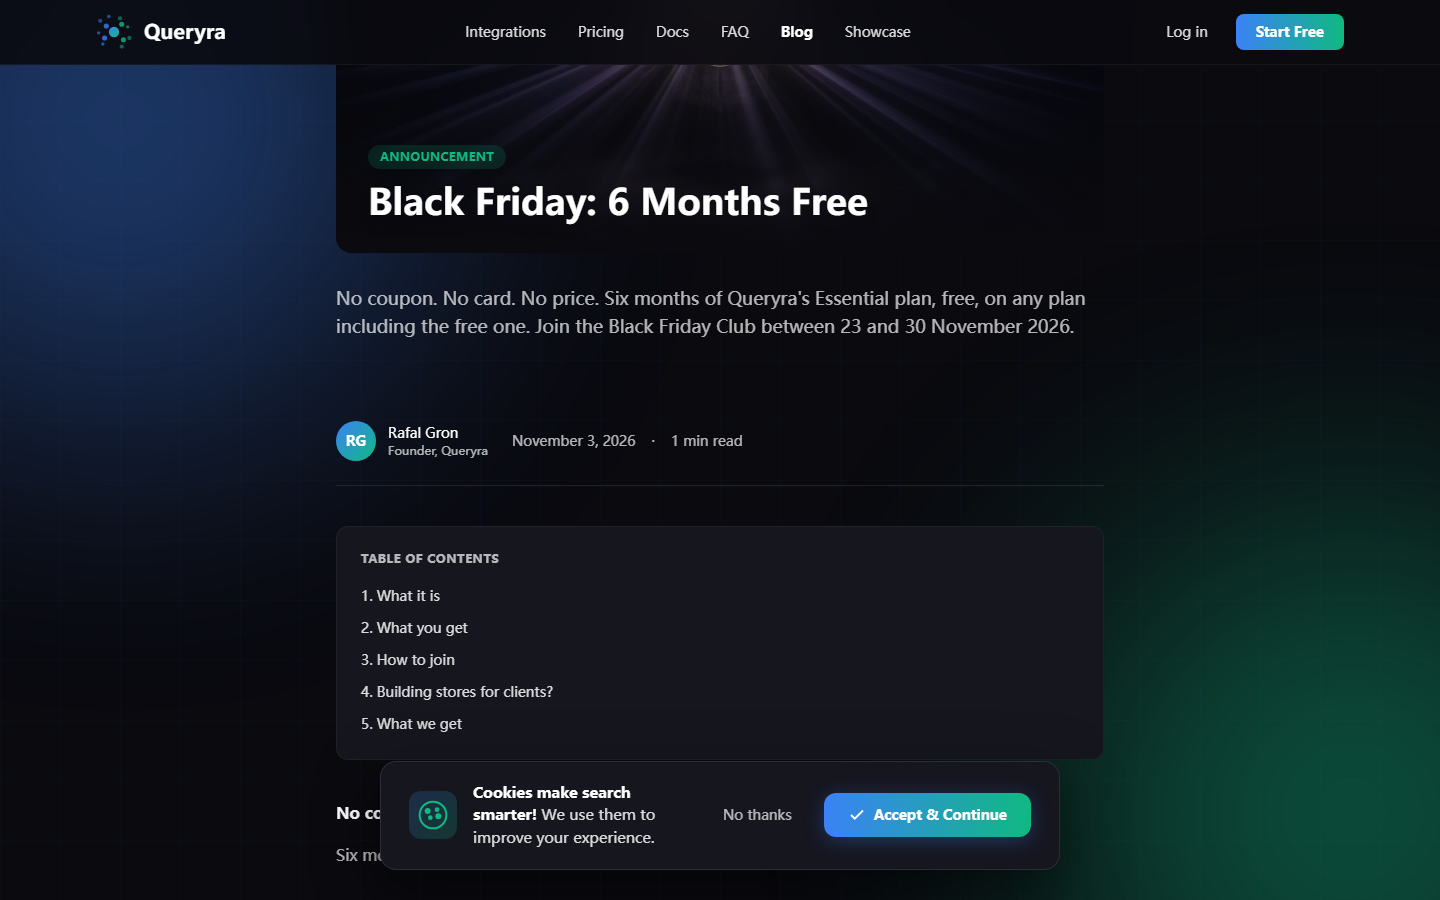 Queryra
Integrations
Pricing
Docs
FAQ
Blog
Showcase
Log in
Start Free
ANNOUNCEMENT
Black Friday: 6 Months Free
No coupon. No card. No price. Six months of Queryra's Essential plan, free, on any plan
including the free one. Join the Black Friday Club between 23 and 30 November 2026.
RG
Rafal Gron
Founder, Queryra
November 3, 2026 · 1 min read
TABLE OF CONTENTS
1. What it is
2. What you get
3. How to join
4. Building stores for clients?
5. What we get
No
Six
Cookies make search
smarter! We use them to
improve your experience.
No thanks
Accept & Continue